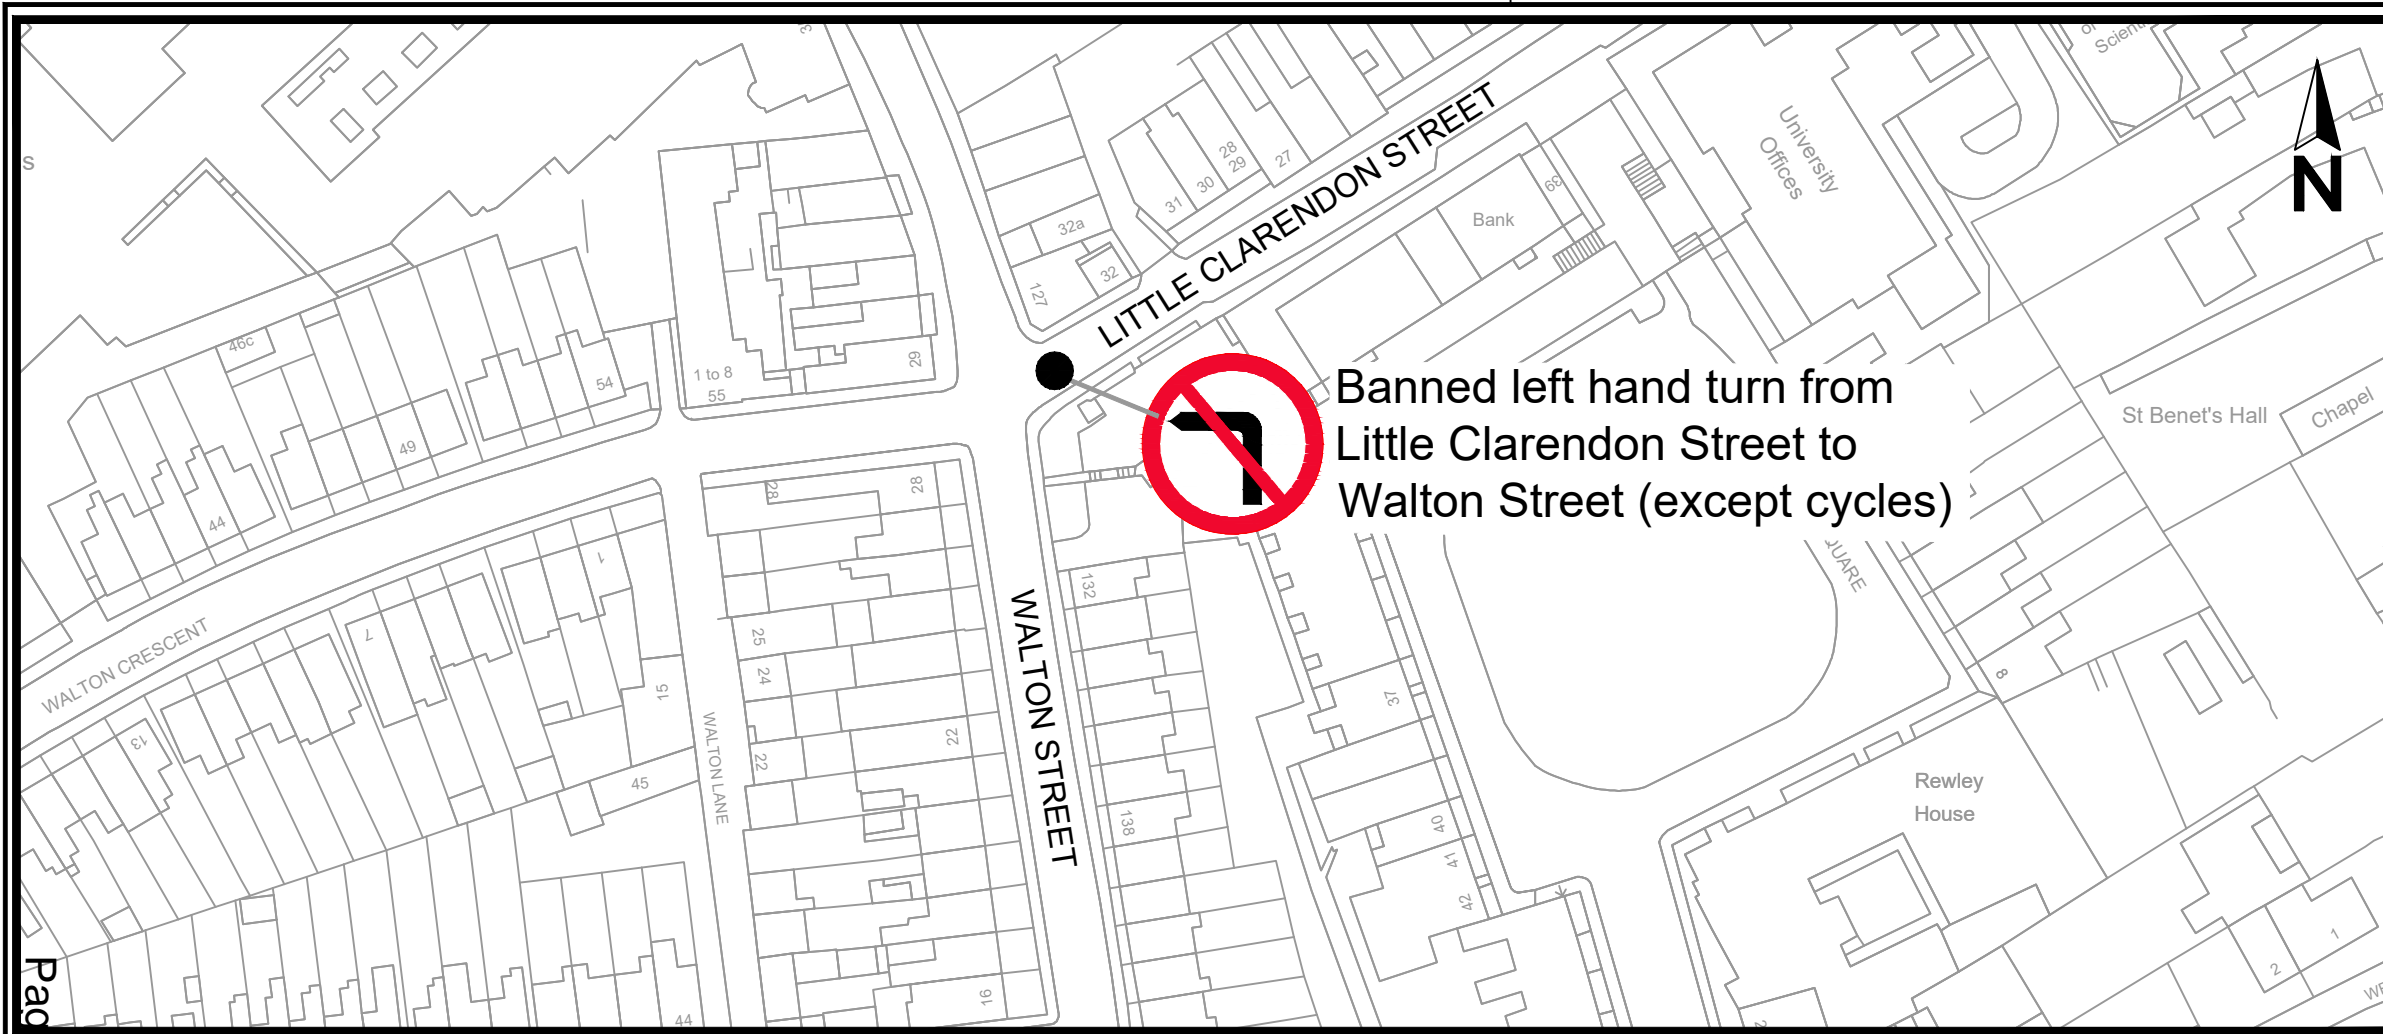 Scient
University
Offices
N
28
29
27
30
31
32a
32
127
39
Bank
LITTLE CLARENDON STREET
46c
54
1 to 8
55
29
49
44
28
28
Banned left hand turn from
Little Clarendon Street to
Walton Street (except cycles)
St Benet's Hall
Chapel
WALTON CRESCENT
1
7
13
15
45
WALTON LANE
25
24
22
22
16
44
WALTON STREET
132
138
37
40
41
42
8
Rewley
House
1
2